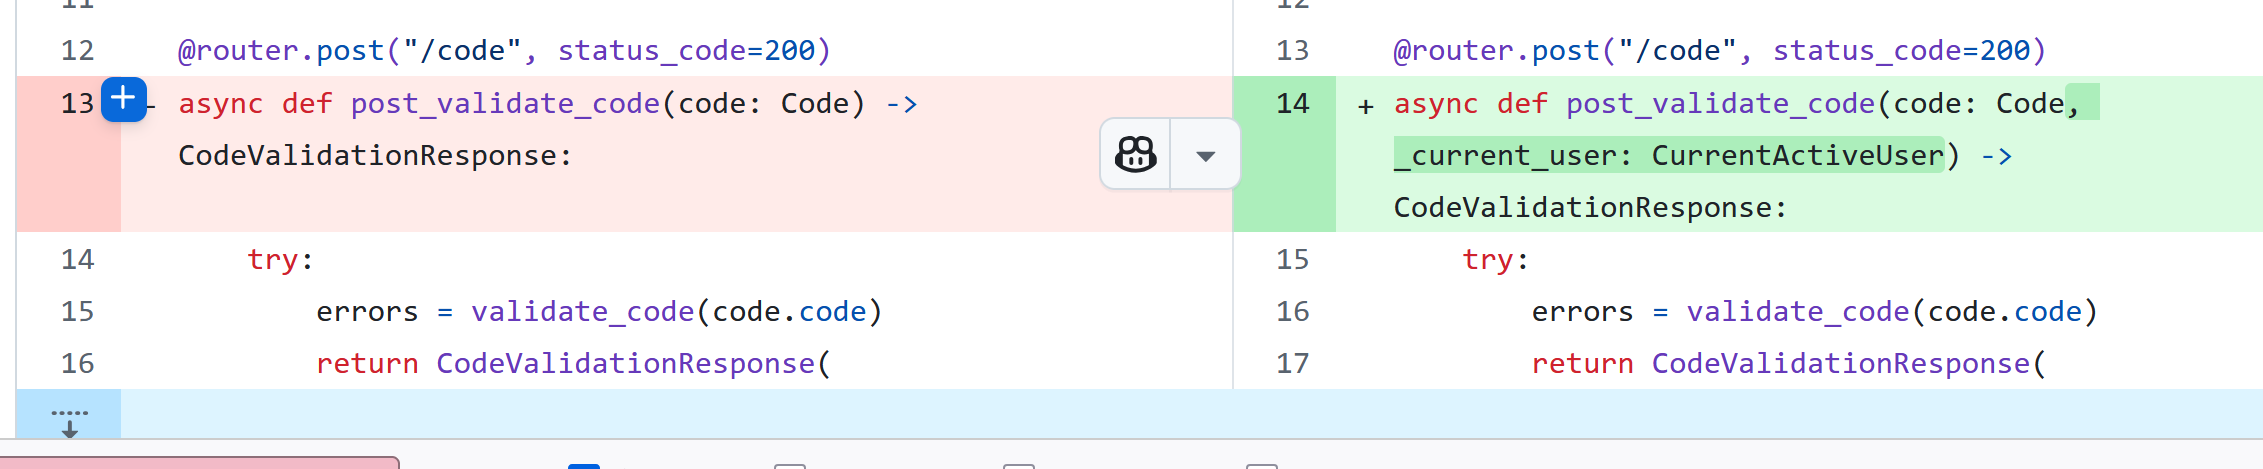 11
12
@router.post("/code", status_code=200)
13 - async def post_validate_code(code: Code) ->
CodeValidationResponse:
14 try:
15 errors = validate_code(code.code)
16 return CodeValidationResponse(
12
13 @router.post("/code", status_code=200)
14 + async def post_validate_code(code: Code,
_current_user: CurrentActiveUser) ->
CodeValidationResponse:
15 try:
16 errors = validate_code(code.code)
17 return CodeValidationResponse(